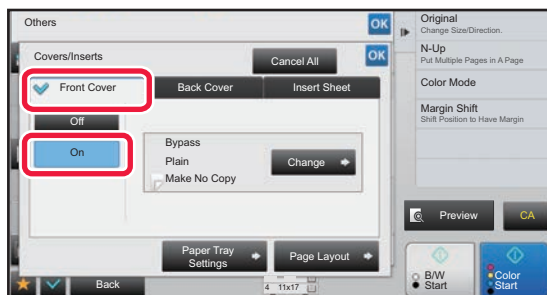 Others
OK
Covers/Inserts
Cancel All
OK
Front Cover
Back Cover
Insert Sheet
Off
On
Bypass
Plain
Make No Copy
Change
Paper Tray
Settings
Page Layout
Back
4 11x17
Original
Change Size/Direction.
N-Up
Put Multiple Pages in A Page
Color Mode
Margin Shift
Shift Position to Have Margin
Preview
CA
B/W
Start
Color
Start